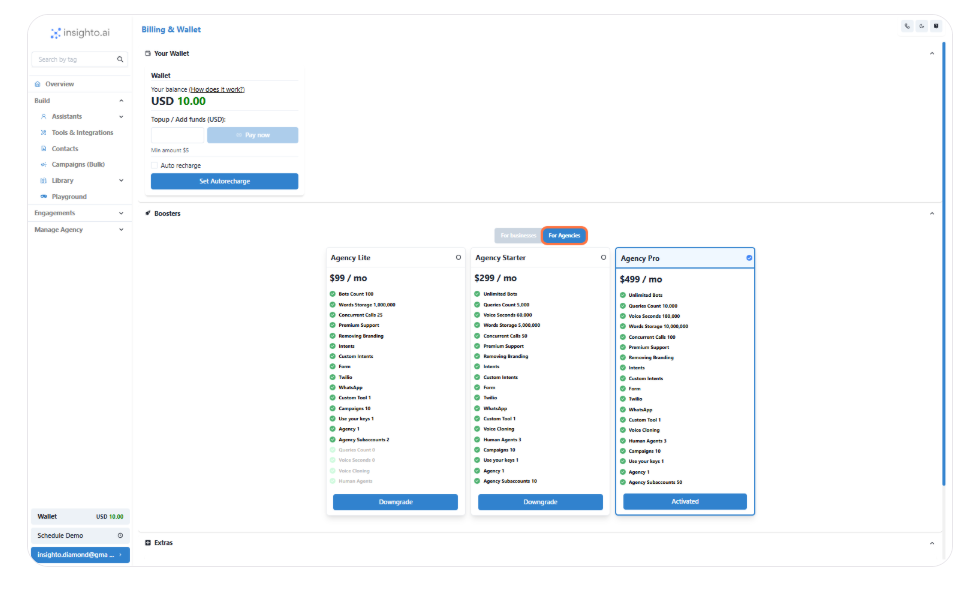 insighto.ai
Search by tag
Overview
Build
Assistants
Tools & Integrations
Contacts
Campaigns (Bulk)
Library
Playground
Engagements
Manage Agency
Wallet USD 10.00
Schedule Demo
insighto.diamond@gma ...
Billing & Wallet
Your Wallet
Wallet
Your balance (How does it work?)
USD 10.00
Topup / Add funds (USD):
Pay now
Min amount $5
Auto recharge
Set Autorecharge
Boosters
For businesses For Agencies
Agency Lite
$99 / mo
Bots Count 100
Words Storage 1,000,000
Concurrent Calls 25
Premium Support
Removing Branding
Intents
Custom Intents
Form
Twilio
WhatsApp
Custom Tool 1
Campaigns 10
Use your keys 1
Agency 1
Agency Subaccounts 2
Queries Count 0
Voice Seconds 0
Voice Cloning
Human Agents
Downgrade
Agency Starter
$299 / mo
Unlimited Bots
Queries Count 5,000
Voice Seconds 60,000
Words Storage 5,000,000
Concurrent Calls 50
Premium Support
Removing Branding
Intents
Custom Intents
Form
Twilio
WhatsApp
Custom Tool 1
Voice Cloning
Human Agents 3
Campaigns 10
Use your keys 1
Agency 1
Agency Subaccounts 10
Downgrade
Agency Pro
$499 / mo
Unlimited Bots
Queries Count 10,000
Voice Seconds 180,000
Words Storage 10,000,000
Concurrent Calls 100
Premium Support
Removing Branding
Intents
Custom Intents
Form
Twilio
WhatsApp
Custom Tool 1
Voice Cloning
Human Agents 3
Campaigns 10
Use your keys 1
Agency 1
Agency Subaccounts 50
Activated
Extras